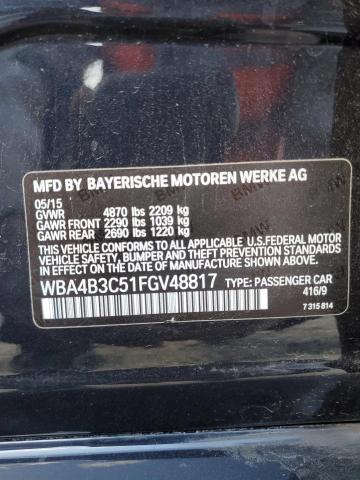 MFD BY BAYERISCHE MOTOREN WERKE AG
05/15
GVWR 4870 lbs 2209 kg
GAWR FRONT 2290 lbs 1039 kg
GAWR REAR 2690 lbs 1220 kg
THIS VEHICLE CONFORMS TO ALL APPLICABLE U.S.FEDERAL MOTOR
VEHICLE SAFETY, BUMPER, AND THEFT PREVENTION STANDARDS
IN EFFECT ON THE DATE OF MANUFACTURE SHOWN ABOVE.
WBA4B3C51FGV48817 TYPE: PASSENGER CAR
416/9
7 315 814